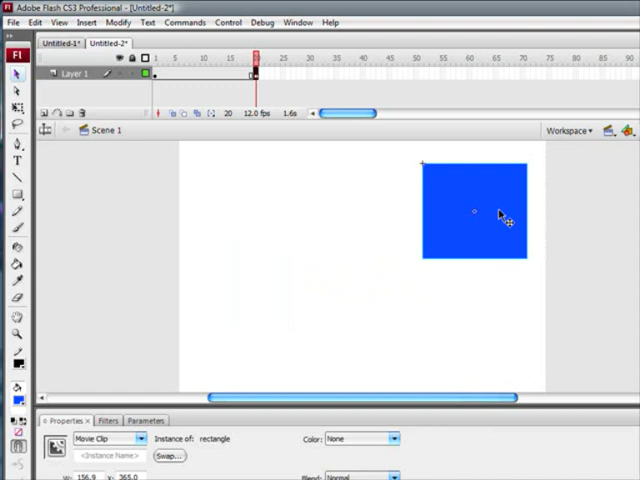 Adobe Flash CS3 Professional - [Untitled-2*]
File Edit View Insert Modify Text Commands Control Debug Window Help
Untitled-1* Untitled-2*
Fl
1 5 10 15 20 25 30 35 40 45 50 55 60 65 70 75 80 85 90
Layer 1
20 12.0 fps 1.6s
Scene 1 Workspace
T
Properties × Filters Parameters
Movie Clip Instance of: rectangle Color: None
<Instance Name> Swap...
W: 156.9 X: 365.0 Blend: Normal